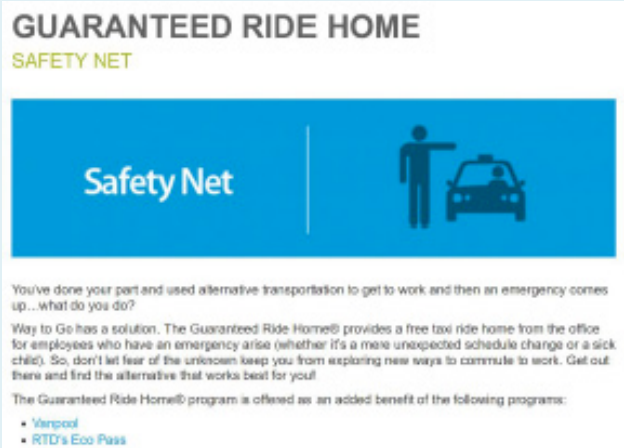 GUARANTEED RIDE HOME
SAFETY NET
Safety Net
You've done your part and used alternative transportation to get to work and then an emergency comes
up…what do you do?
Way to Go has a solution. The Guaranteed Ride Home® provides a free taxi ride home from the office
for employees who have an emergency arise (whether it's a mere unexpected schedule change or a sick
child). So, don't let fear of the unknown keep you from exploring new ways to commute to work. Get out
there and find the alternative that works best for you!
The Guaranteed Ride Home® program is offered as an added benefit of the following programs:
• Vanpool
• RTD's Eco Pass